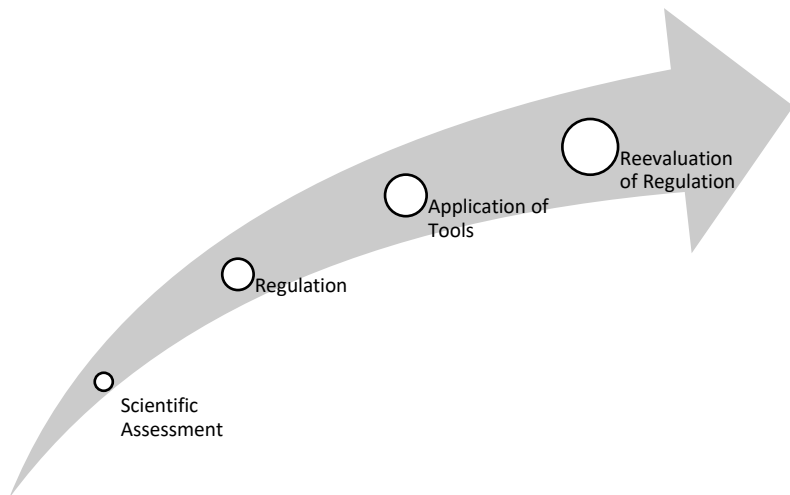 Reevaluation
of Regulation
Application of
Tools
Regulation
Scientific
Assessment